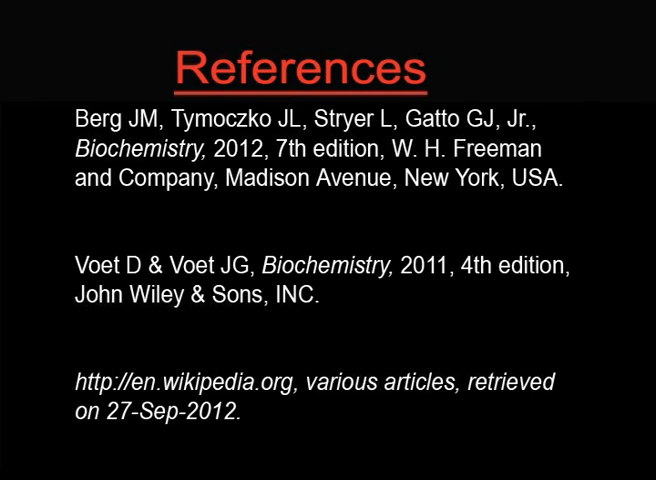 References
Berg JM, Tymoczko JL, Stryer L, Gatto GJ, Jr.,
Biochemistry, 2012, 7th edition, W. H. Freeman
and Company, Madison Avenue, New York, USA.
Voet D & Voet JG, Biochemistry, 2011, 4th edition,
John Wiley & Sons, INC.
http://en.wikipedia.org, various articles, retrieved
on 27-Sep-2012.